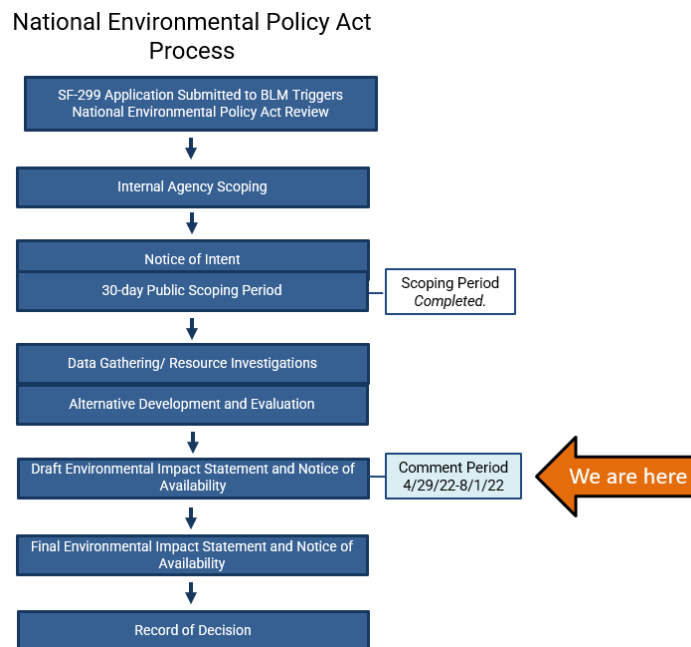 National Environmental Policy Act
Process
SF-299 Application Submitted to BLM Triggers
National Environmental Policy Act Review
Internal Agency Scoping
Notice of Intent
30-day Public Scoping Period
Scoping Period
Completed.
Data Gathering/ Resource Investigations
Alternative Development and Evaluation
Draft Environmental Impact Statement and Notice of
Availability
Comment Period
4/29/22-8/1/22
We are here
Final Environmental Impact Statement and Notice of
Availability
Record of Decision